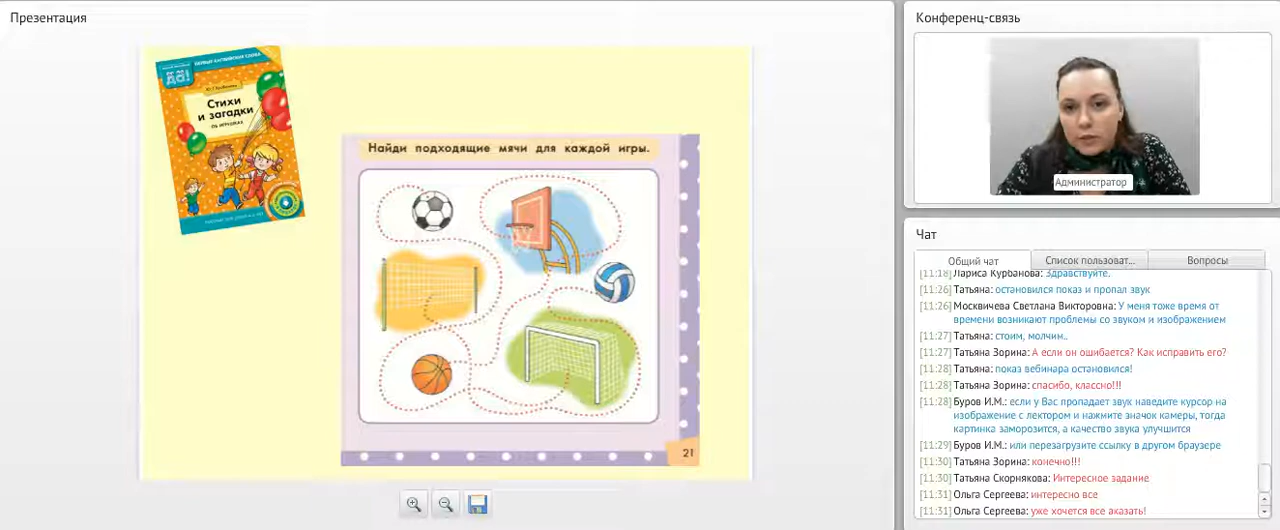 Презентация
ПЕРВЫЕ АНГЛИЙСКИЕ СЛОВА
ДА!
Стихи
и загадки
ОБ ИГРУШКАХ
Найди подходящие мячи для каждой игры.
21
Конференц-связь
Администратор
Чат
Общий чат
Список пользоват...
Вопросы
[11:18] Лариса Курбанова: Здравствуйте.
[11:26] Татьяна: остановился показ и пропал звук
[11:26] Москвичева Светлана Викторовна: У меня тоже время от
времени возникают проблемы со звуком и изображением
[11:27] Татьяна: стоим, молчим..
[11:27] Татьяна Зорина: А если он ошибается? Как исправить его?
[11:28] Татьяна: показ вебинара остановился!
[11:28] Татьяна Зорина: спасибо, классно!!!
[11:28] Буров И.М.: если у Вас пропадает звук наведите курсор на
изображение с лектором и нажмите значок камеры, тогда
картинка заморозится, а качество звука улучшится
[11:29] Буров И.М.: или перезагрузите ссылку в другом браузере
[11:30] Татьяна Зорина: конечно!!!
[11:30] Татьяна Скорнякова: Интересное задание
[11:31] Ольга Сергеева: интересно все
[11:31] Ольга Сергеева: уже хочется все аказать!